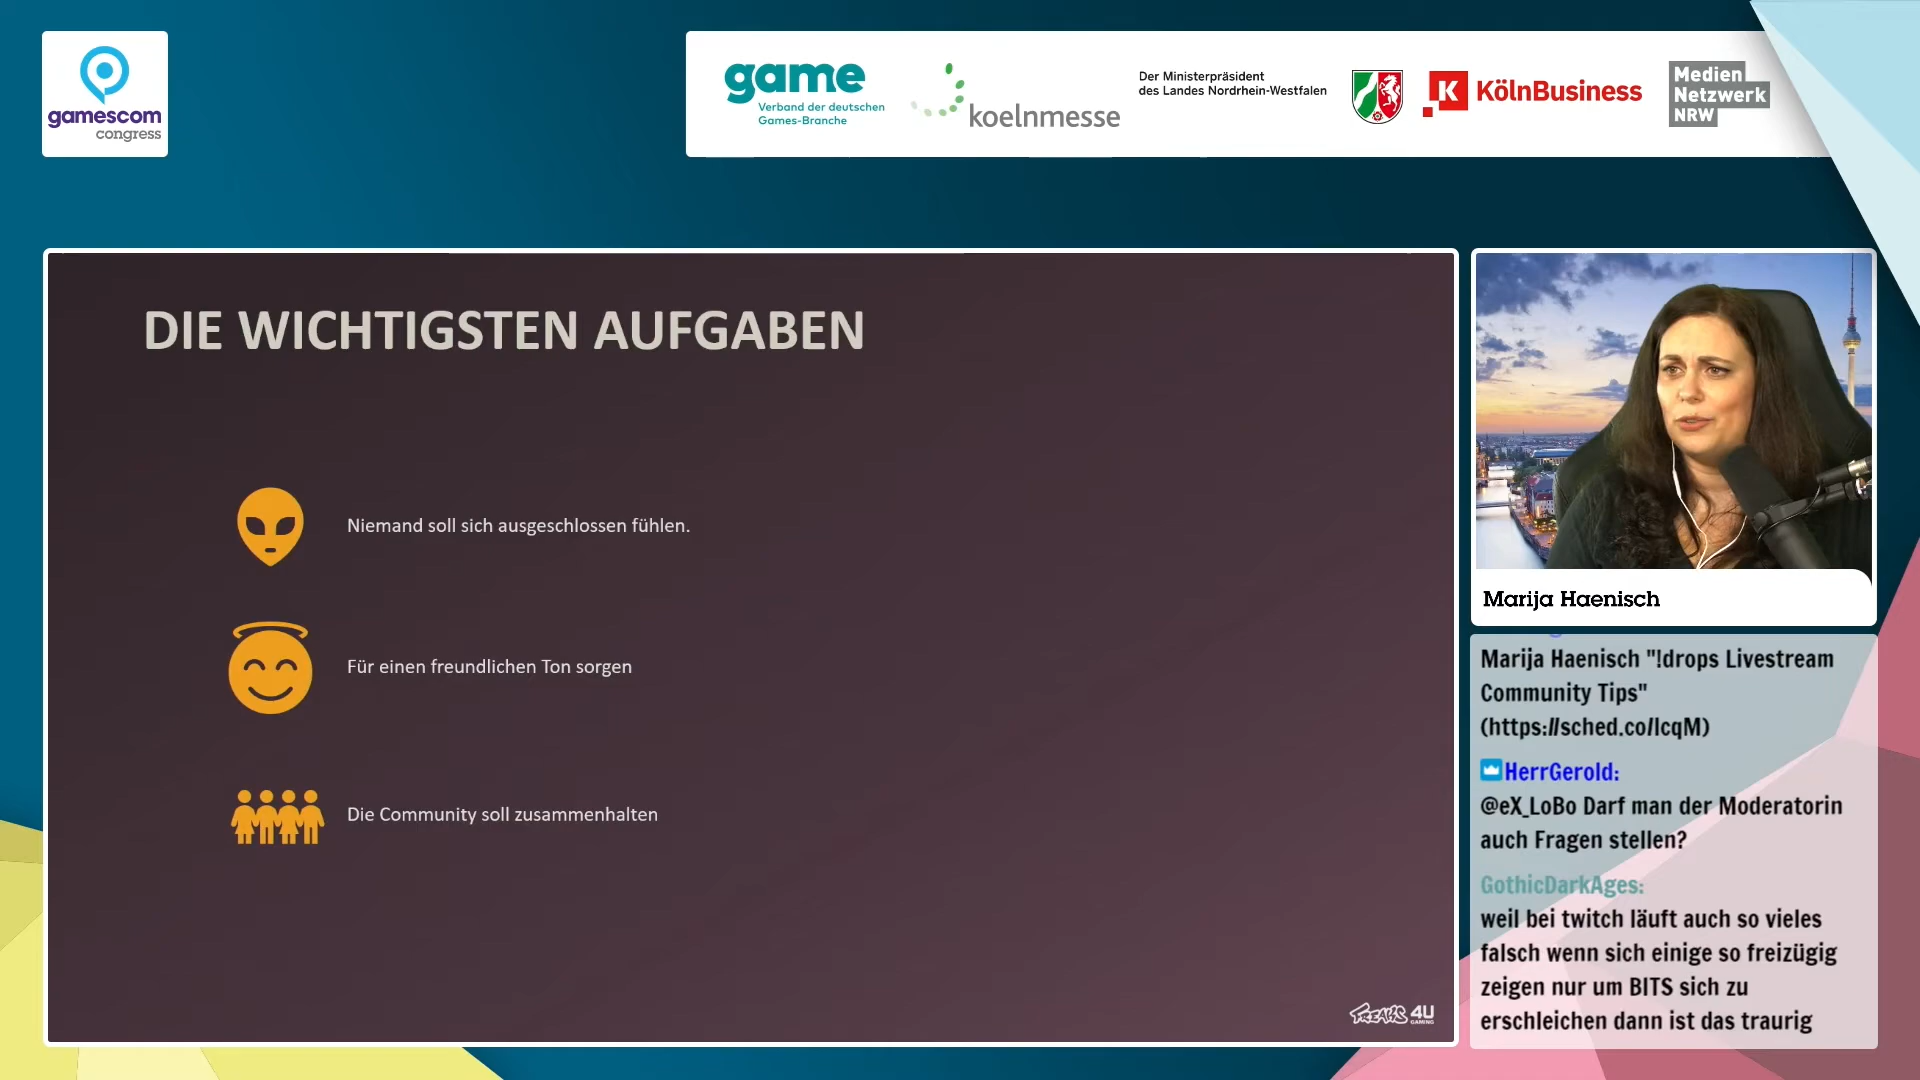 gamescom
congress
game
Verband der deutschen
Games-Branche
koelnmesse
Der Ministerpräsident
des Landes Nordrhein-Westfalen
K KölnBusiness
Medien
Netzwerk
NRW
DIE WICHTIGSTEN AUFGABEN
Niemand soll sich ausgeschlossen fühlen.
Für einen freundlichen Ton sorgen
Die Community soll zusammenhalten
FREAKS 4U
GAMING
Marija Haenisch
Marija Haenisch "!drops Livestream
Community Tips"
(https://sched.co/lcqM)
HerrGerold:
@eX_LoBo Darf man der Moderatorin
auch Fragen stellen?
GothicDarkAges:
weil bei twitch läuft auch so vieles
falsch wenn sich einige so freizügig
zeigen nur um BITS sich zu
erschleichen dann ist das traurig